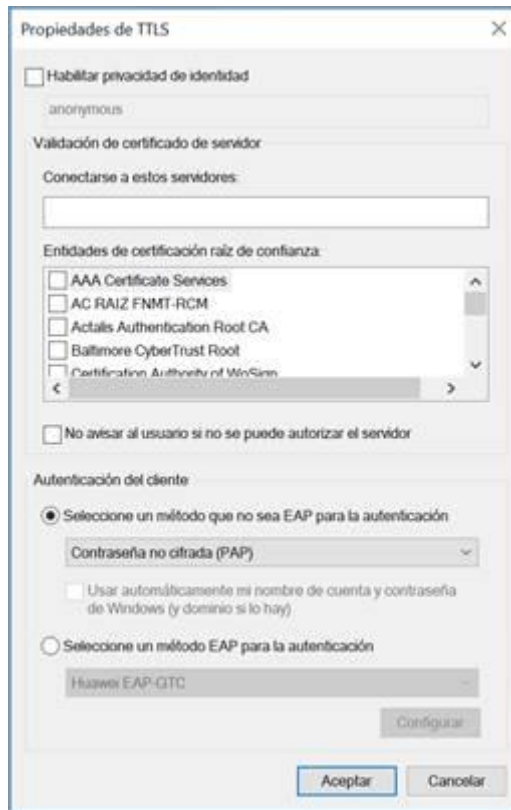 Propiedades de TTLS
Habilitar privacidad de identidad
anonymous
Validación de certificado de servidor
Conectarse a estos servidores:
Entidades de certificación raíz de confianza:
AAA Certificate Services
AC RAIZ FNMT-RCM
Actalis Authentication Root CA
Baltimore CyberTrust Root
Certification Authority of WoSign
No avisar al usuario si no se puede autorizar el servidor
Autenticación del cliente
Seleccione un método que no sea EAP para la autenticación
Contraseña no cifrada (PAP)
Usar automáticamente mi nombre de cuenta y contraseña
de Windows (y dominio si lo hay)
Seleccione un método EAP para la autenticación
Huawei EAP-GTC
Configurar
Aceptar
Cancelar